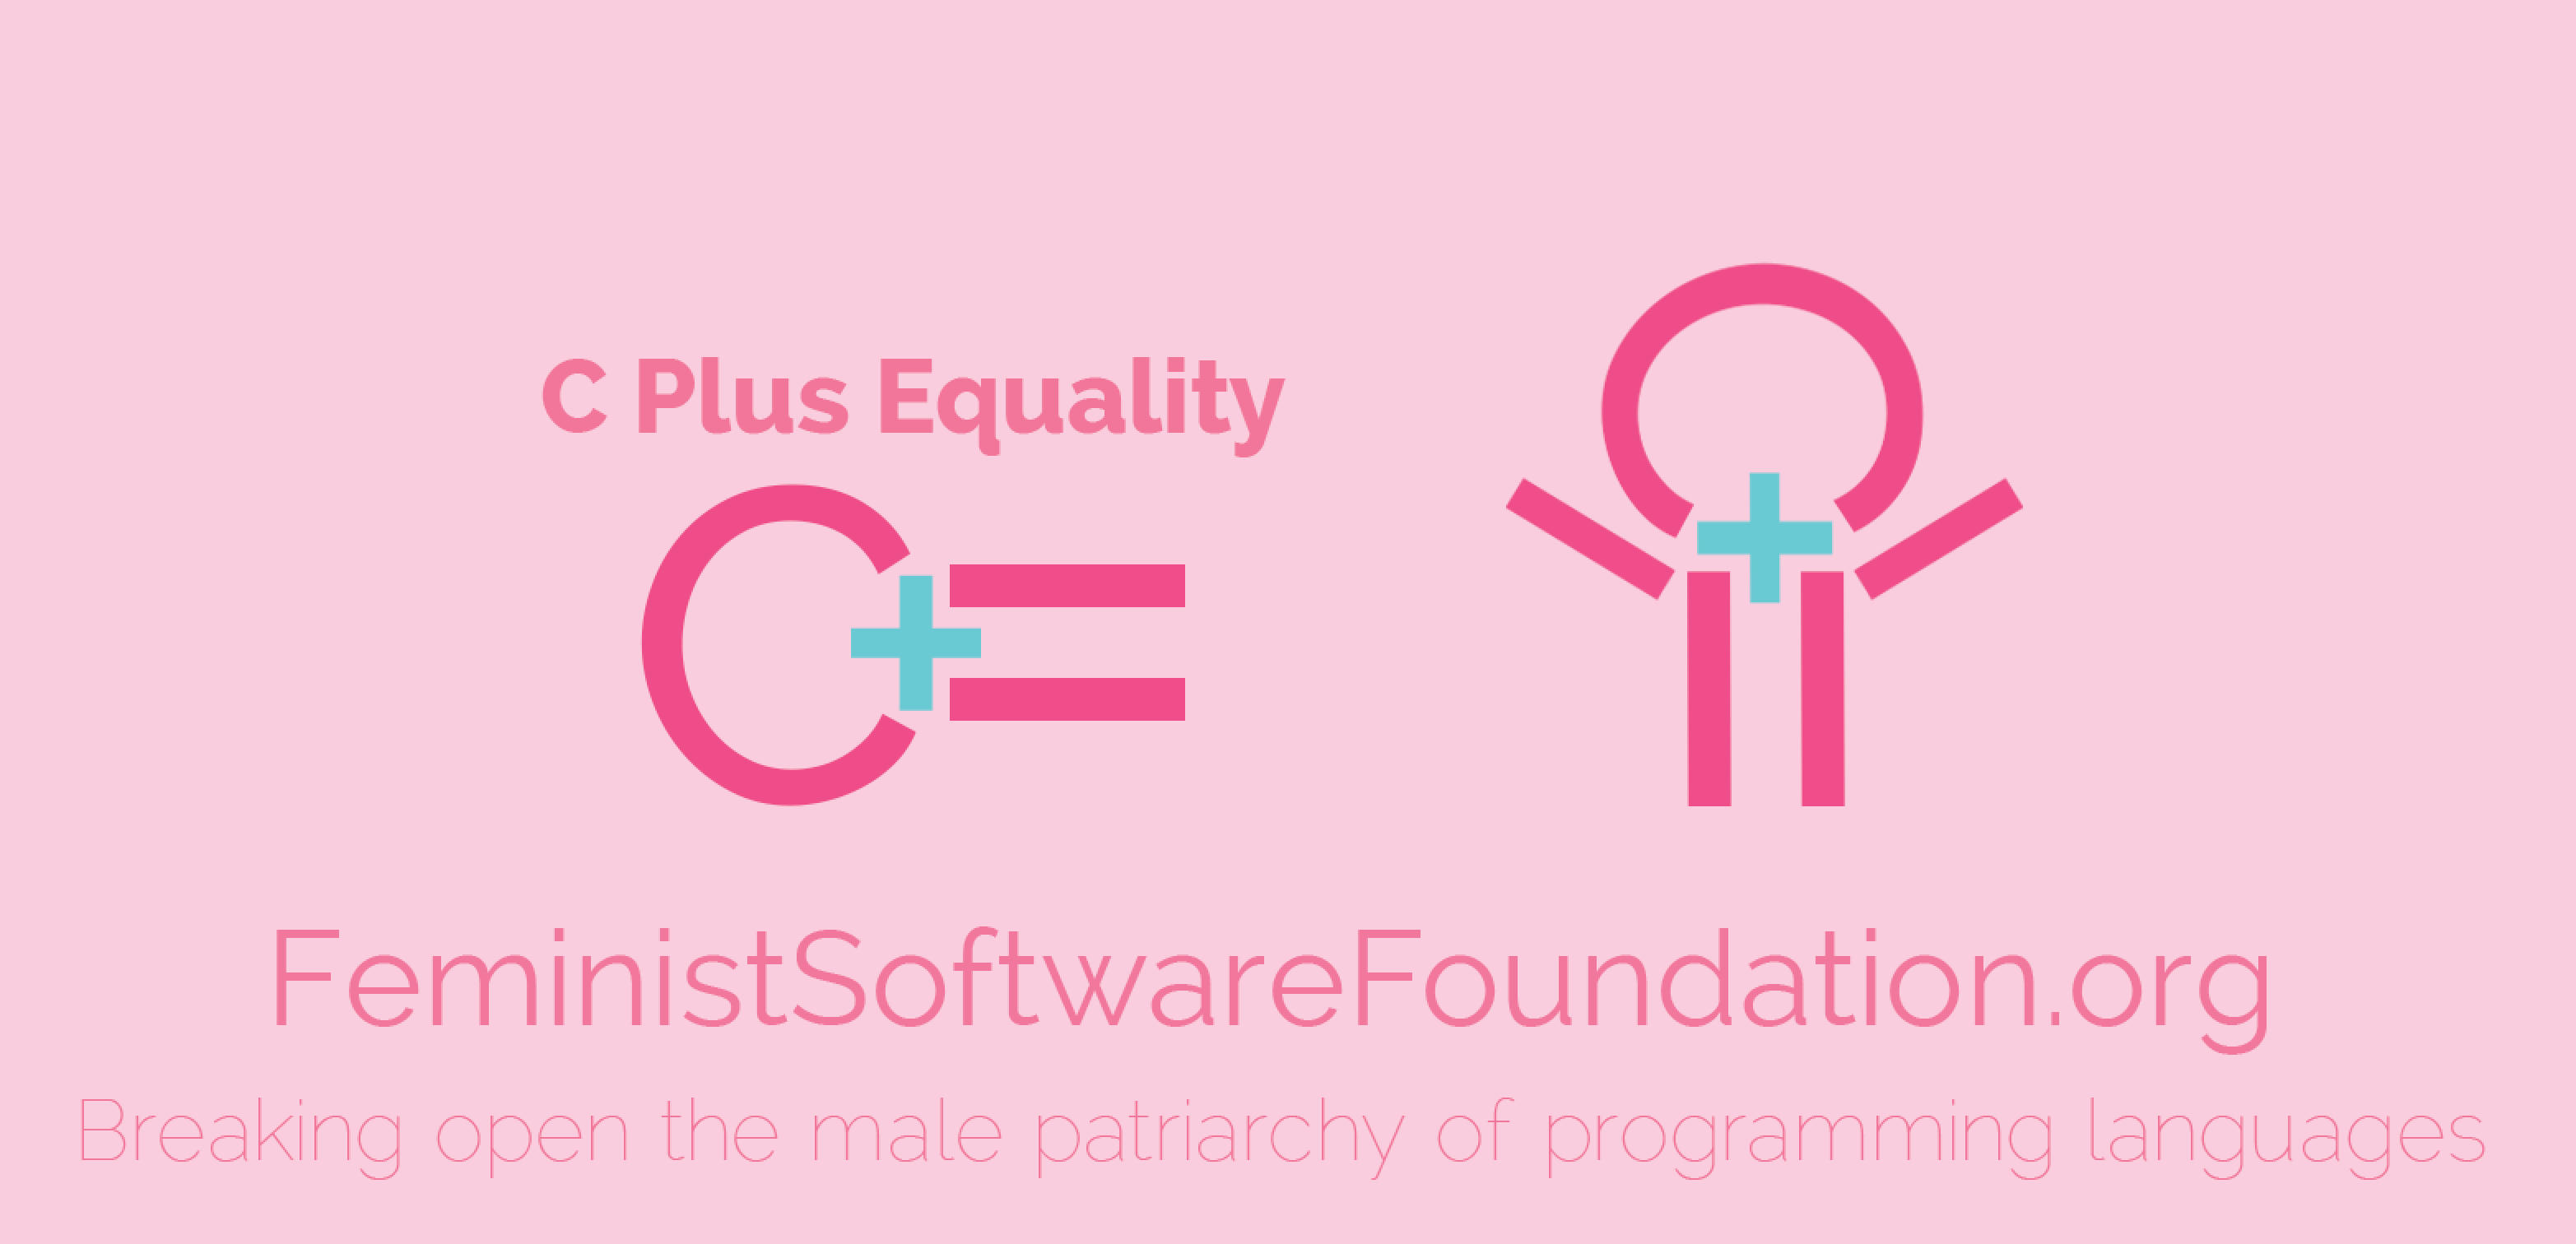 C Plus Equality
C+=
FeministSoftwareFoundation.org
Breaking open the male patriarchy of programming languages